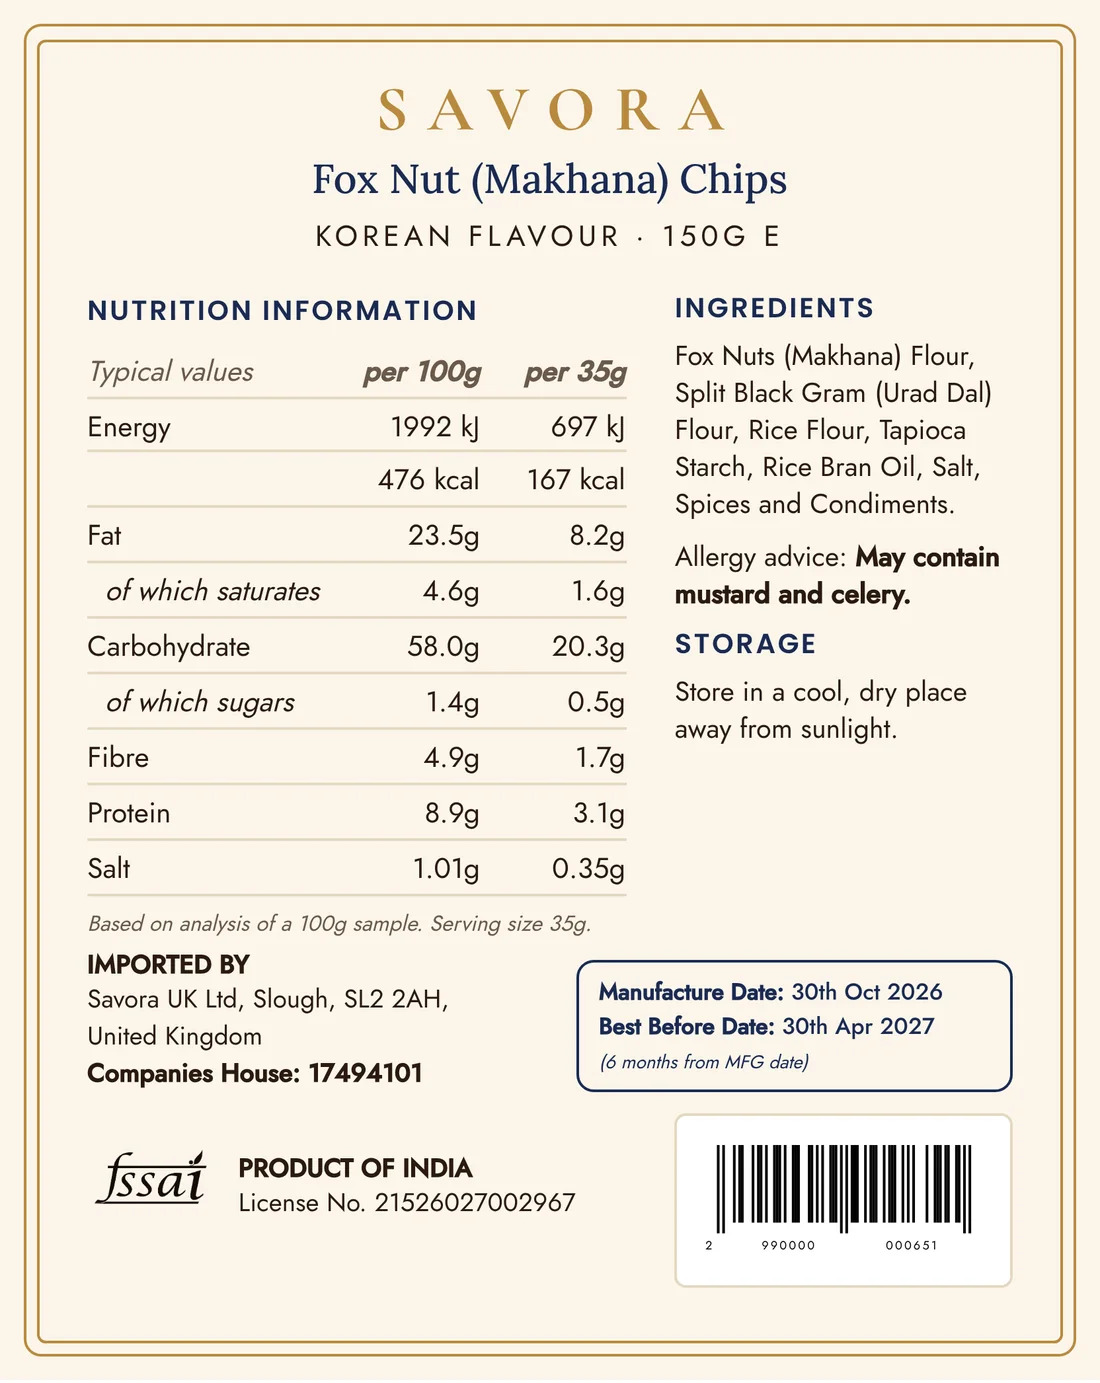 SAVORA
Fox Nut (Makhana) Chips
KOREAN FLAVOUR · 150G E
NUTRITION INFORMATION
Typical values per 100g per 35g
Energy 1992 kJ 697 kJ
476 kcal 167 kcal
Fat 23.5g 8.2g
of which saturates 4.6g 1.6g
Carbohydrate 58.0g 20.3g
of which sugars 1.4g 0.5g
Fibre 4.9g 1.7g
Protein 8.9g 3.1g
Salt 1.01g 0.35g
Based on analysis of a 100g sample. Serving size 35g.
INGREDIENTS
Fox Nuts (Makhana) Flour,
Split Black Gram (Urad Dal)
Flour, Rice Flour, Tapioca
Starch, Rice Bran Oil, Salt,
Spices and Condiments.
Allergy advice: May contain
mustard and celery.
STORAGE
Store in a cool, dry place
away from sunlight.
IMPORTED BY
Savora UK Ltd, Slough, SL2 2AH,
United Kingdom
Companies House: 17494101
Manufacture Date: 30th Oct 2026
Best Before Date: 30th Apr 2027
(6 months from MFG date)
fssai
PRODUCT OF INDIA
License No. 21526027002967
2 990000 000651